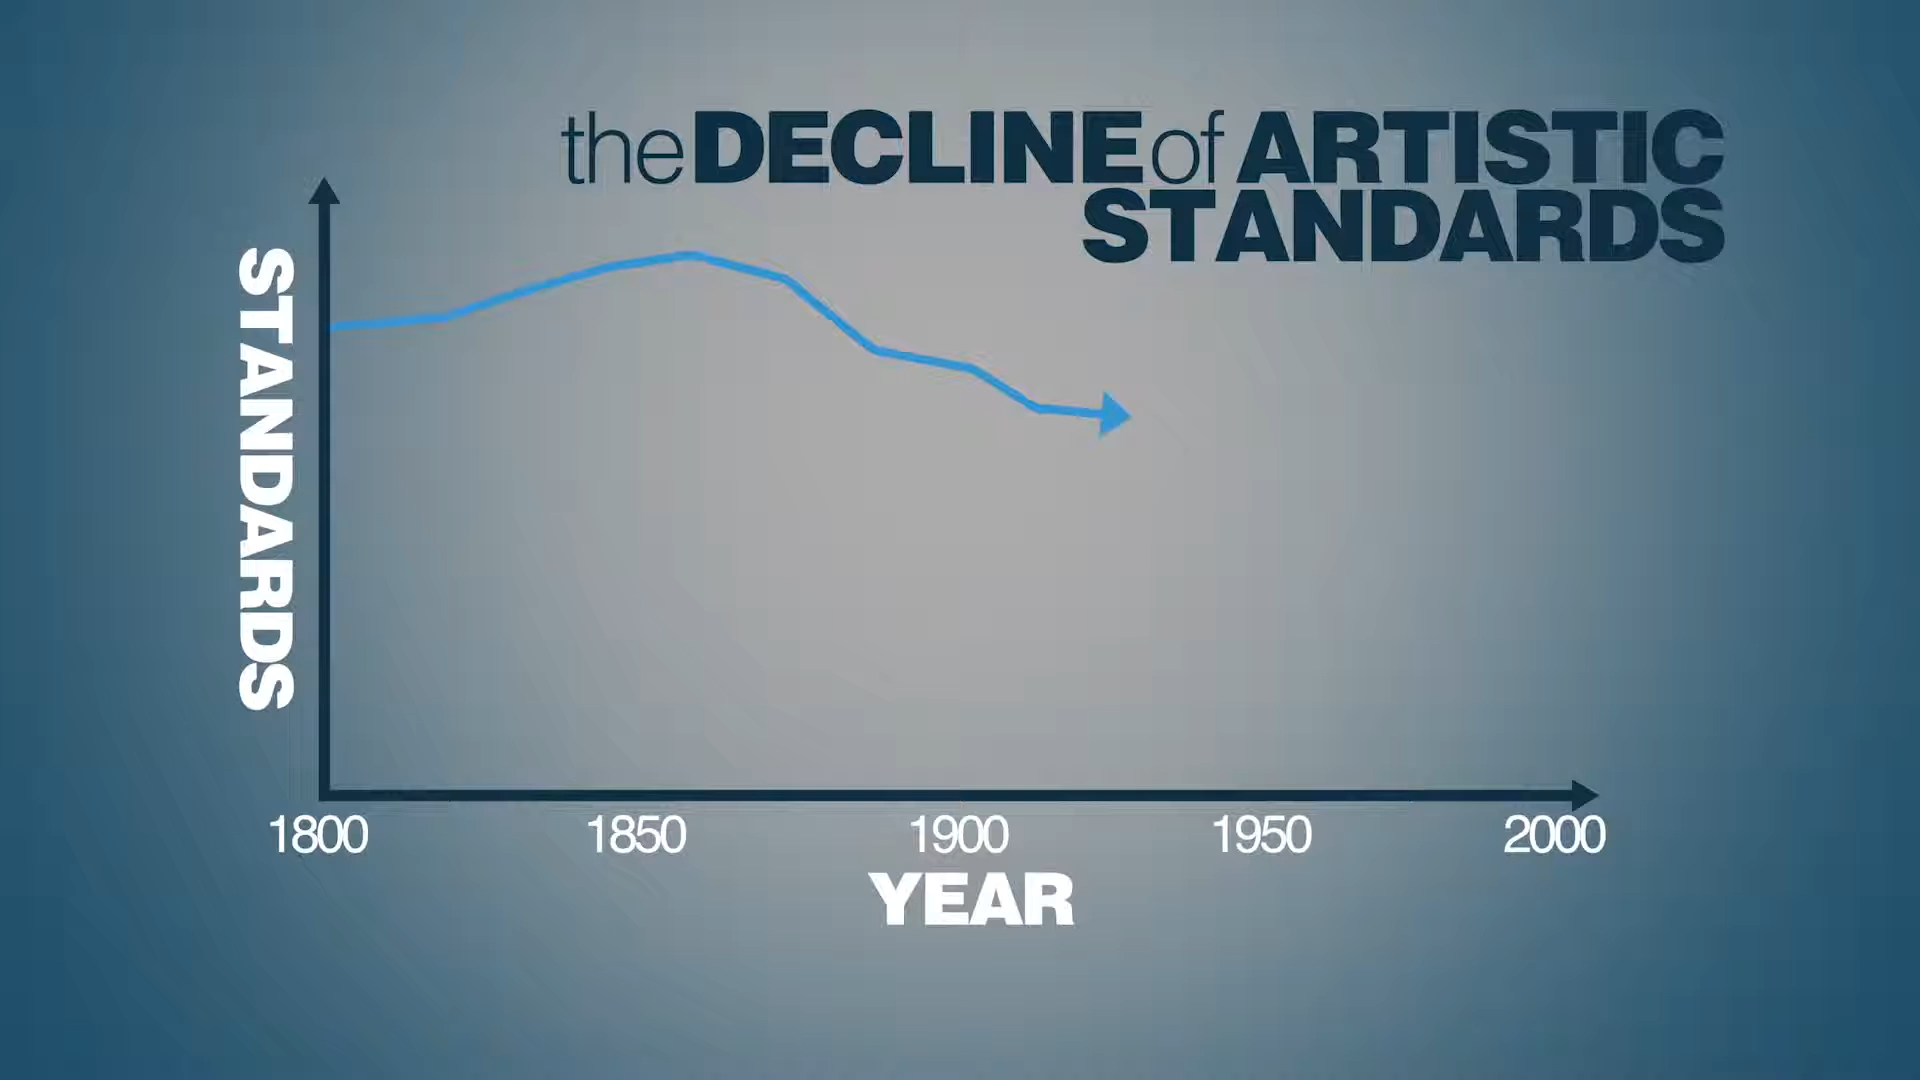 the DECLINE of ARTISTIC
STANDARDS
STANDARDS
1800 1850 1900 1950 2000
YEAR